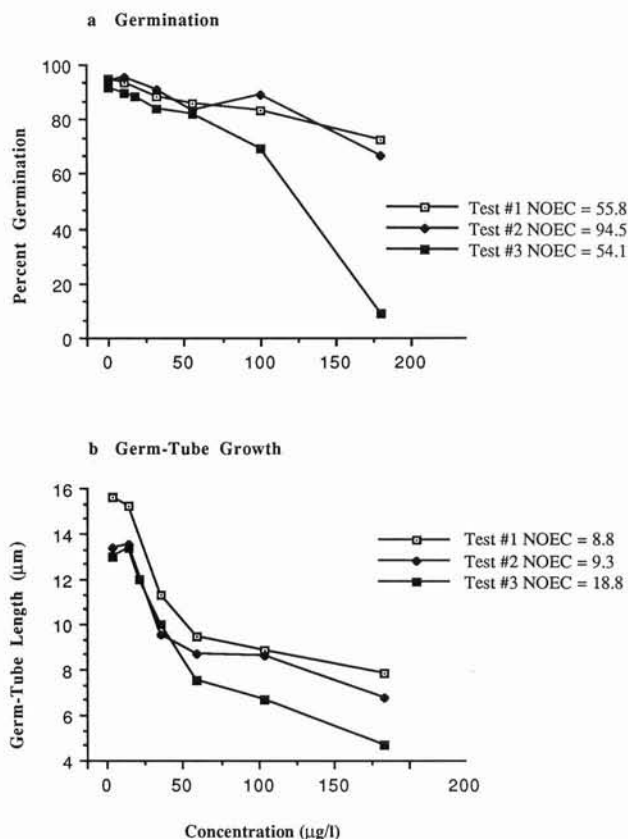 a Germination
100
80
60
40
20
0
Percent Germination
0 50 100 150 200
Test #1 NOEC = 55.8
Test #2 NOEC = 94.5
Test #3 NOEC = 54.1
b Germ-Tube Growth
16
14
12
10
8
6
4
Germ-Tube Length (µm)
0 50 100 150 200
Test #1 NOEC = 8.8
Test #2 NOEC = 9.3
Test #3 NOEC = 18.8
Concentration (µg/l)